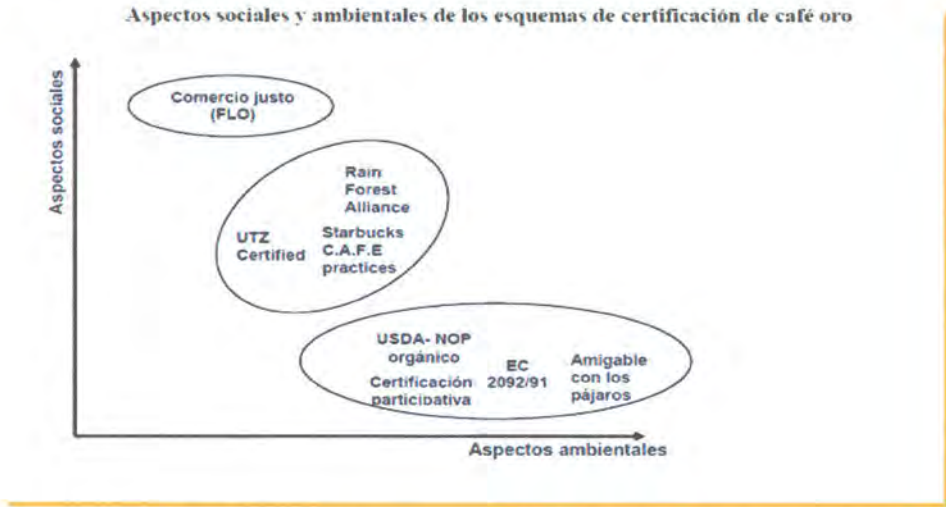 Aspectos sociales y ambientales de los esquemas de certificación de café oro
Aspectos sociales
Comercio justo
(FLO)
Rain
Forest
Alliance
UTZ
Certified
Starbucks
C.A.F.E
practices
USDA- NOP
orgánico
Certificación
participativa
EC
2092/91
Amigable
con los
pájaros
Aspectos ambientales